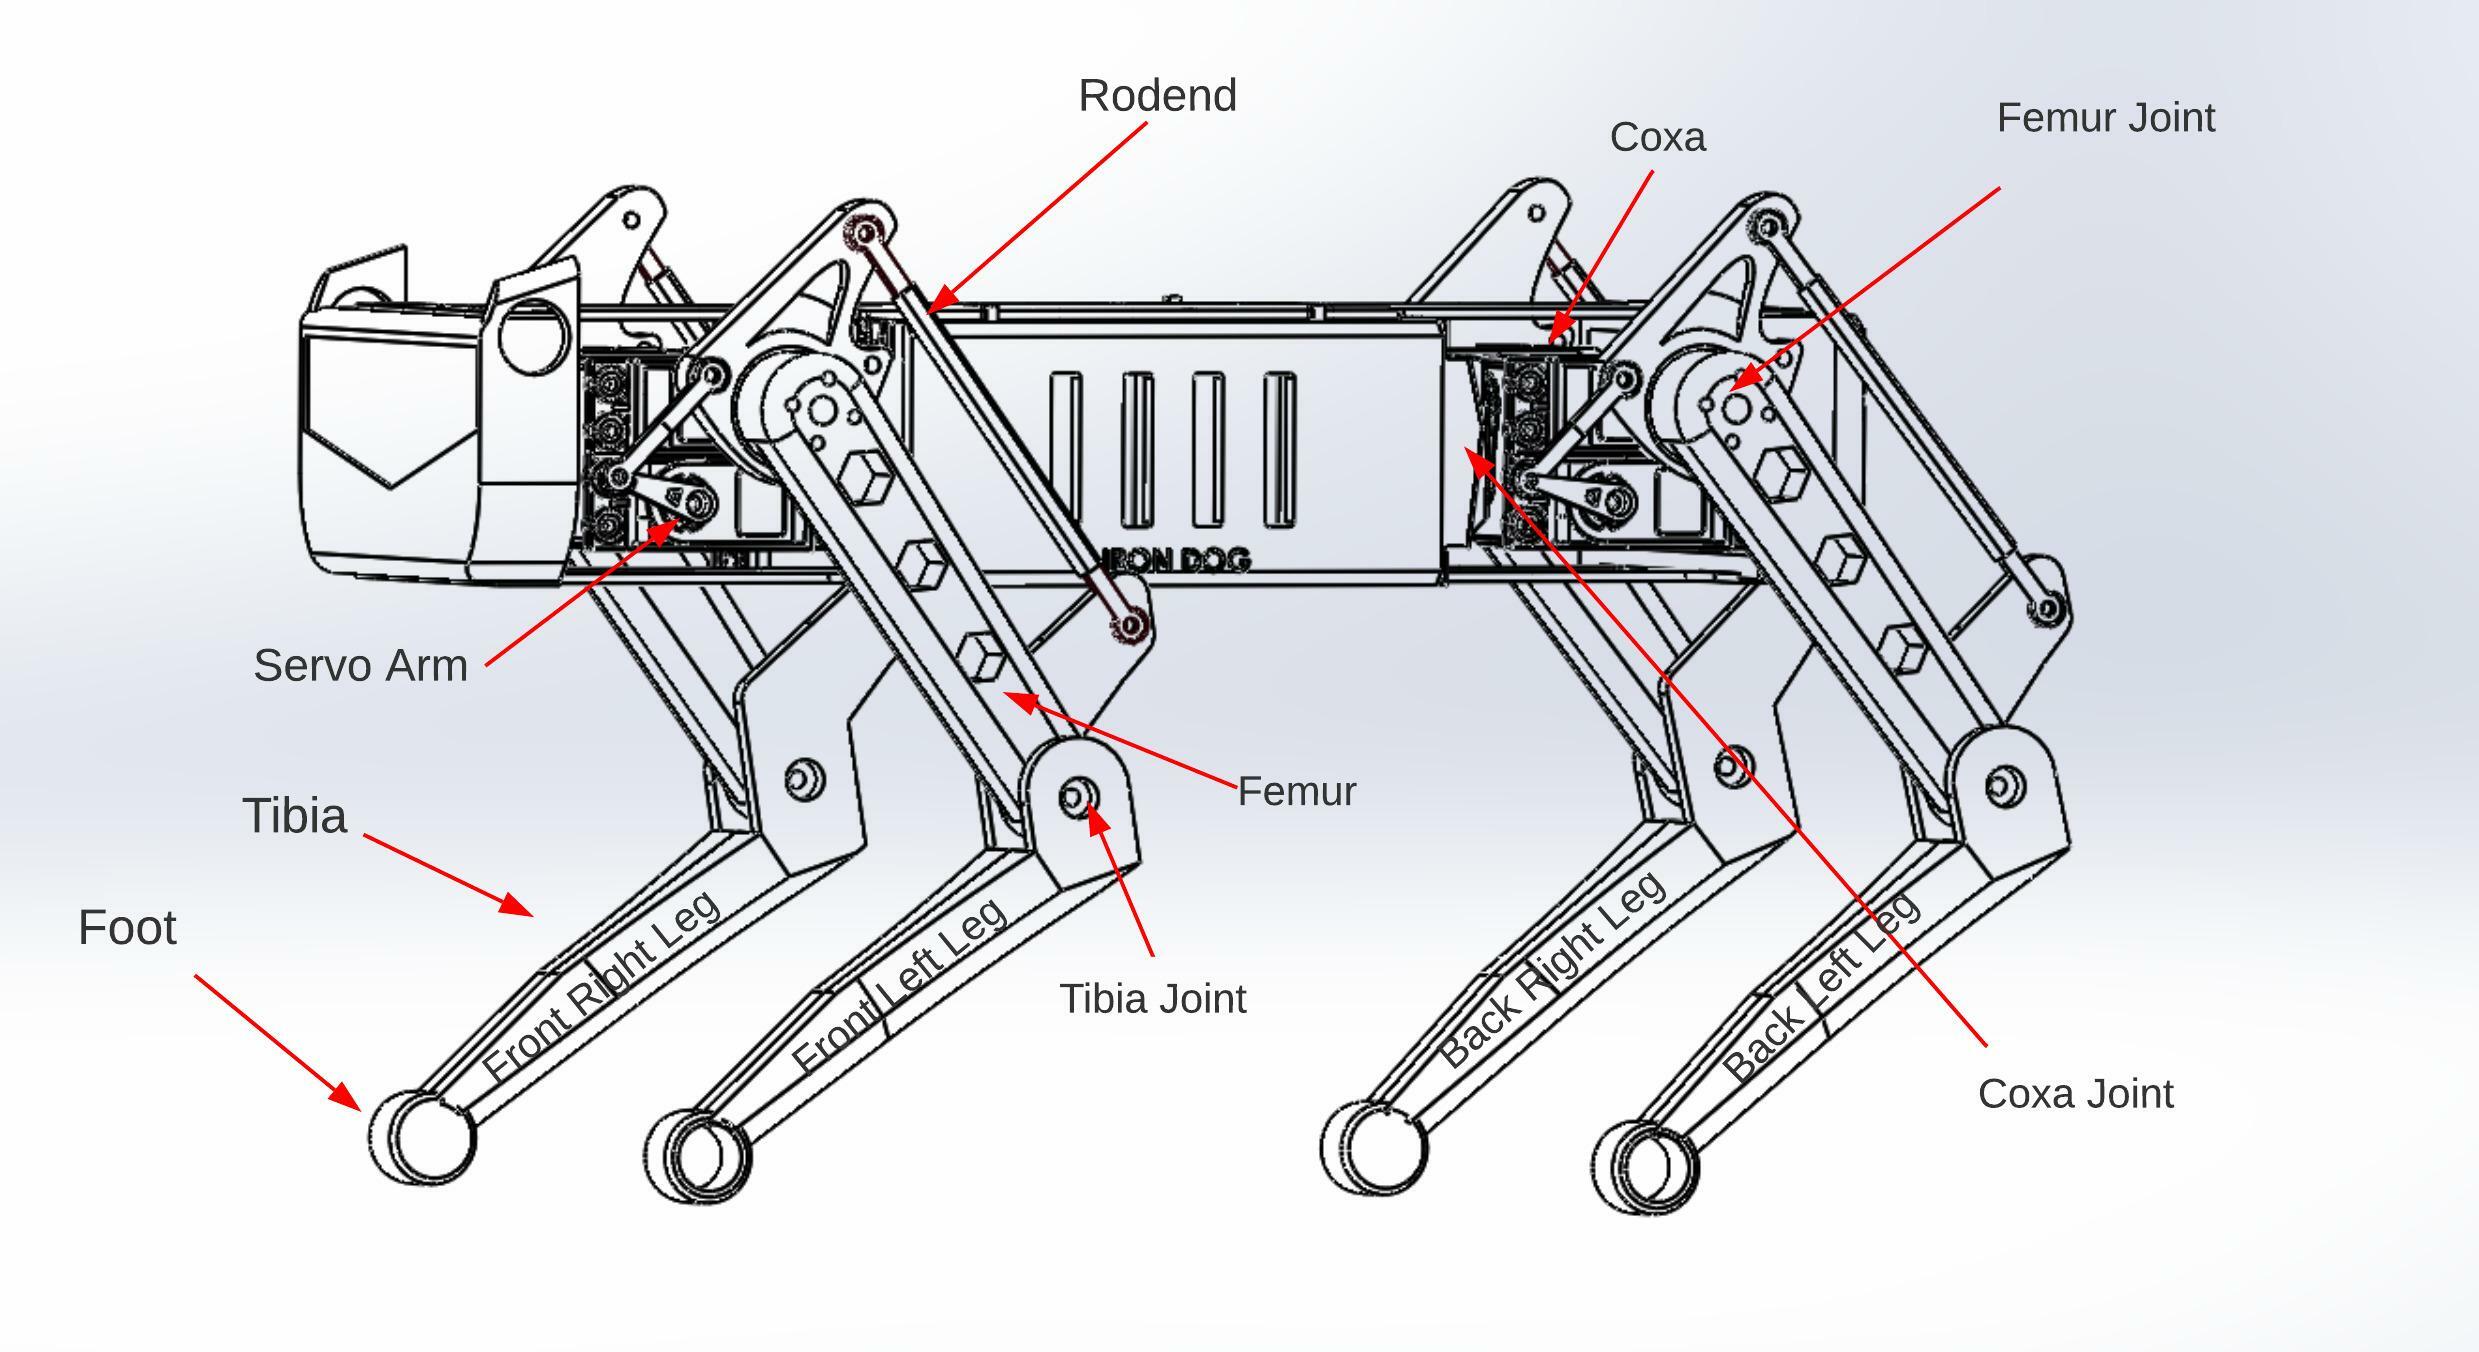 Rodend
Coxa
Femur Joint
IRON DOG
Servo Arm
Femur
Tibia
Foot
Front Right Leg
Front Left Leg
Back Right Leg
Back Left Leg
Tibia Joint
Coxa Joint